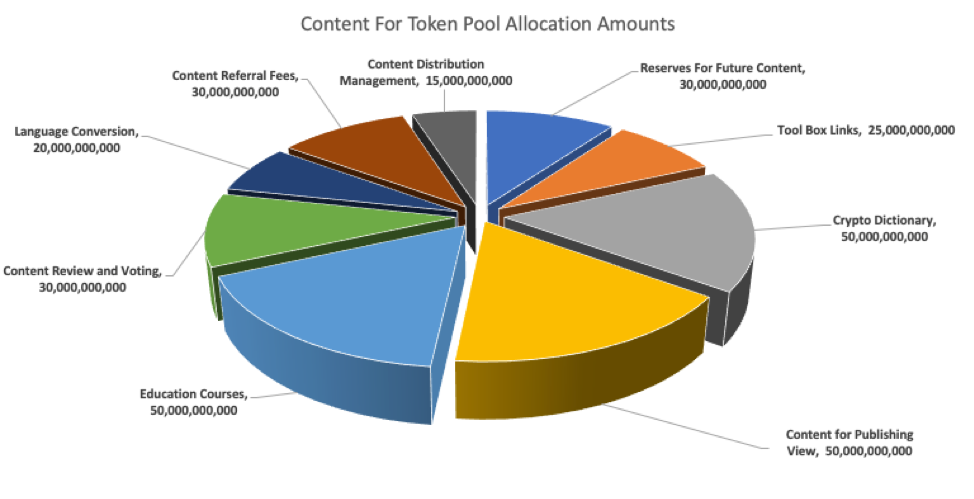 Content For Token Pool Allocation Amounts
Content Distribution
Management, 15,000,000,000
Reserves For Future Content,
30,000,000,000
Content Referral Fees,
30,000,000,000
Tool Box Links, 25,000,000,000
Language Conversion,
20,000,000,000
Crypto Dictionary,
50,000,000,000
Content Review and Voting,
30,000,000,000
Education Courses,
50,000,000,000
Content for Publishing
View, 50,000,000,000